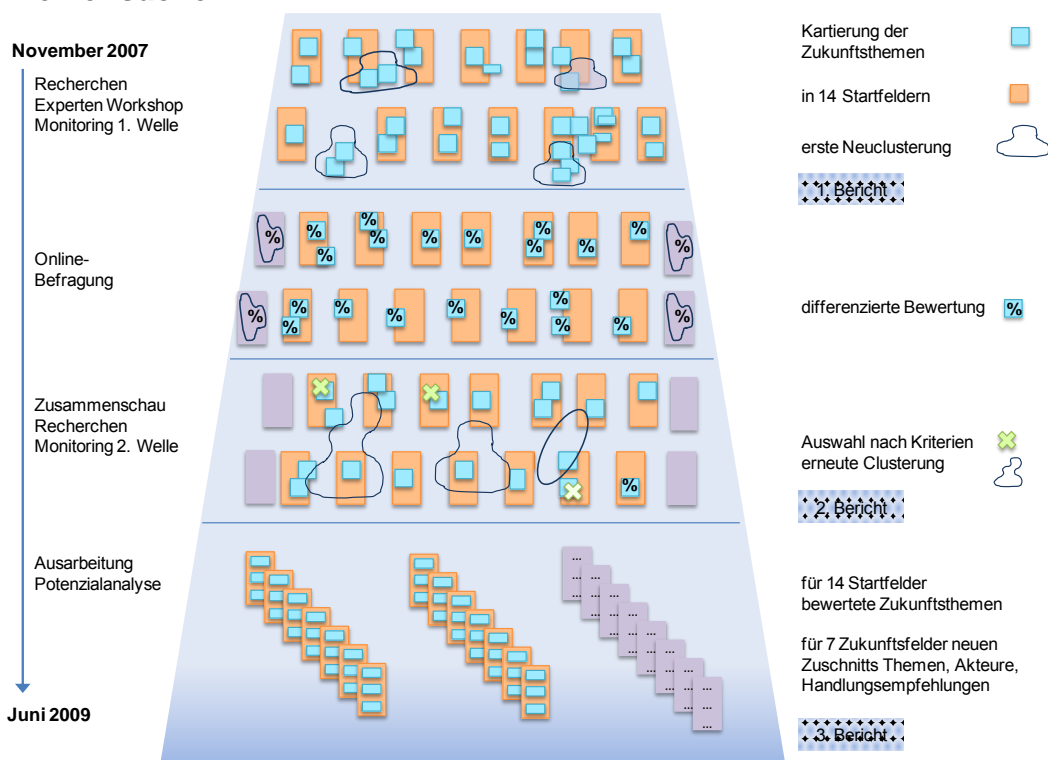 November 2007
Recherchen
Experten Workshop
Monitoring 1. Welle
Kartierung der
Zukunftsthemen
in 14 Startfeldern
erste Neuclusterung
1. Bericht
% % % % % % % % % % % %
Online-
Befragung
% % % % % % % % % % %
differenzierte Bewertung %
Zusammenschau
Recherchen
Monitoring 2. Welle
%
Auswahl nach Kriterien
erneute Clusterung
2. Bericht
Ausarbeitung
Potenzialanalyse
... ... ...
... ... ...
... ... ...
... ... ...
... ... ...
... ... ...
...
...
...
für 14 Startfelder
bewertete Zukunftsthemen
für 7 Zukunftsfelder neuen
Zuschnitts Themen, Akteure,
Handlungsempfehlungen
3. Bericht
Juni 2009